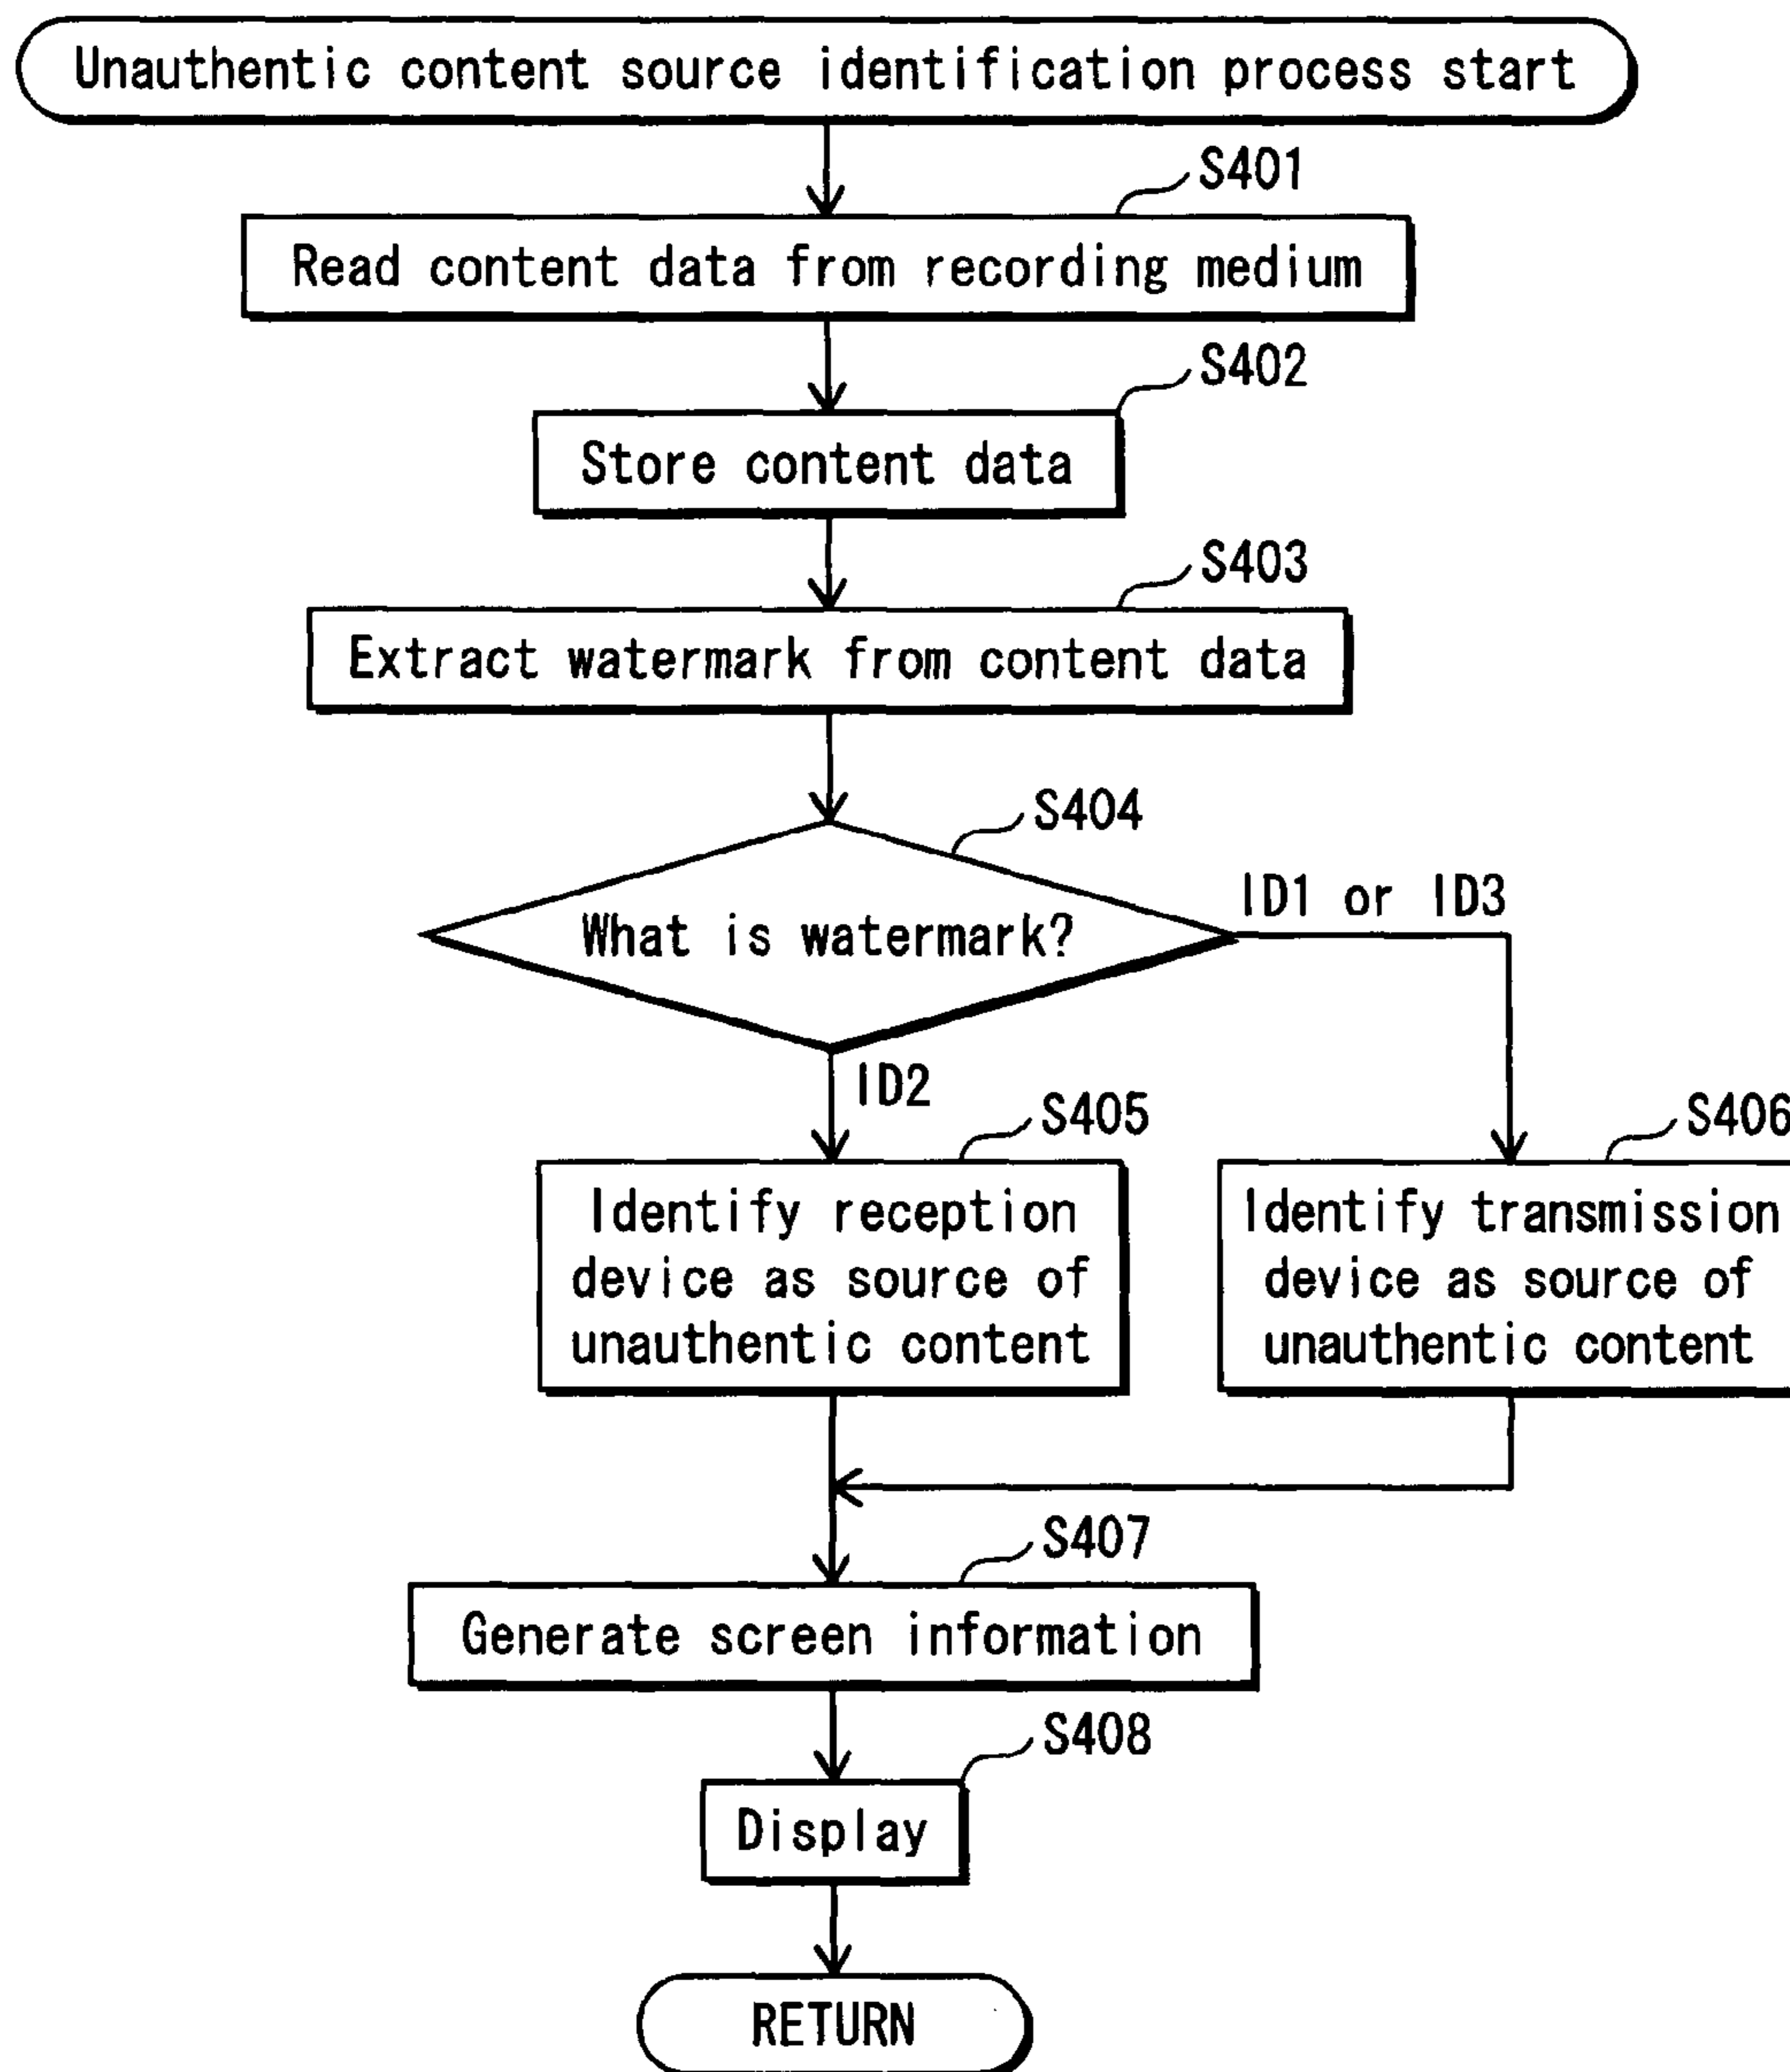 Unauthentic content source identification process start
S401
Read content data from recording medium
S402
Store content data
S403
Extract watermark from content data
S404
What is watermark?
ID1 or ID3
ID2
S405
Identify reception
device as source of
unauthentic content
S406
Identify transmission
device as source of
unauthentic content
S407
Generate screen information
S408
Display
RETURN